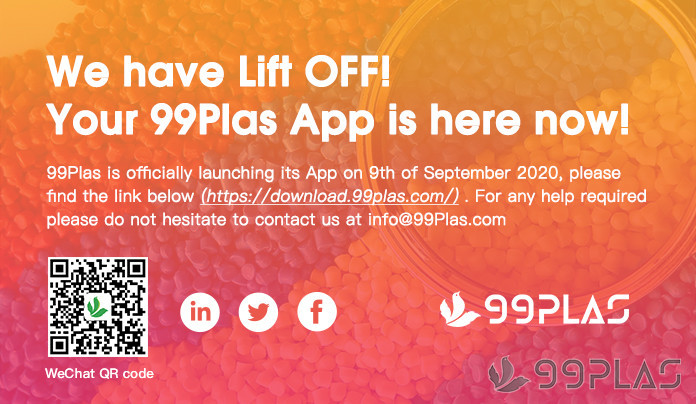 We have Lift OFF!
Your 99Plas App is here now!
99Plas is officially launching its App on 9th of September 2020, please
find the link below (https://download.99plas.com/) . For any help required
please do not hesitate to contact us at info@99Plas.com
in
f
99PLAS
WeChat QR code
99PLAS